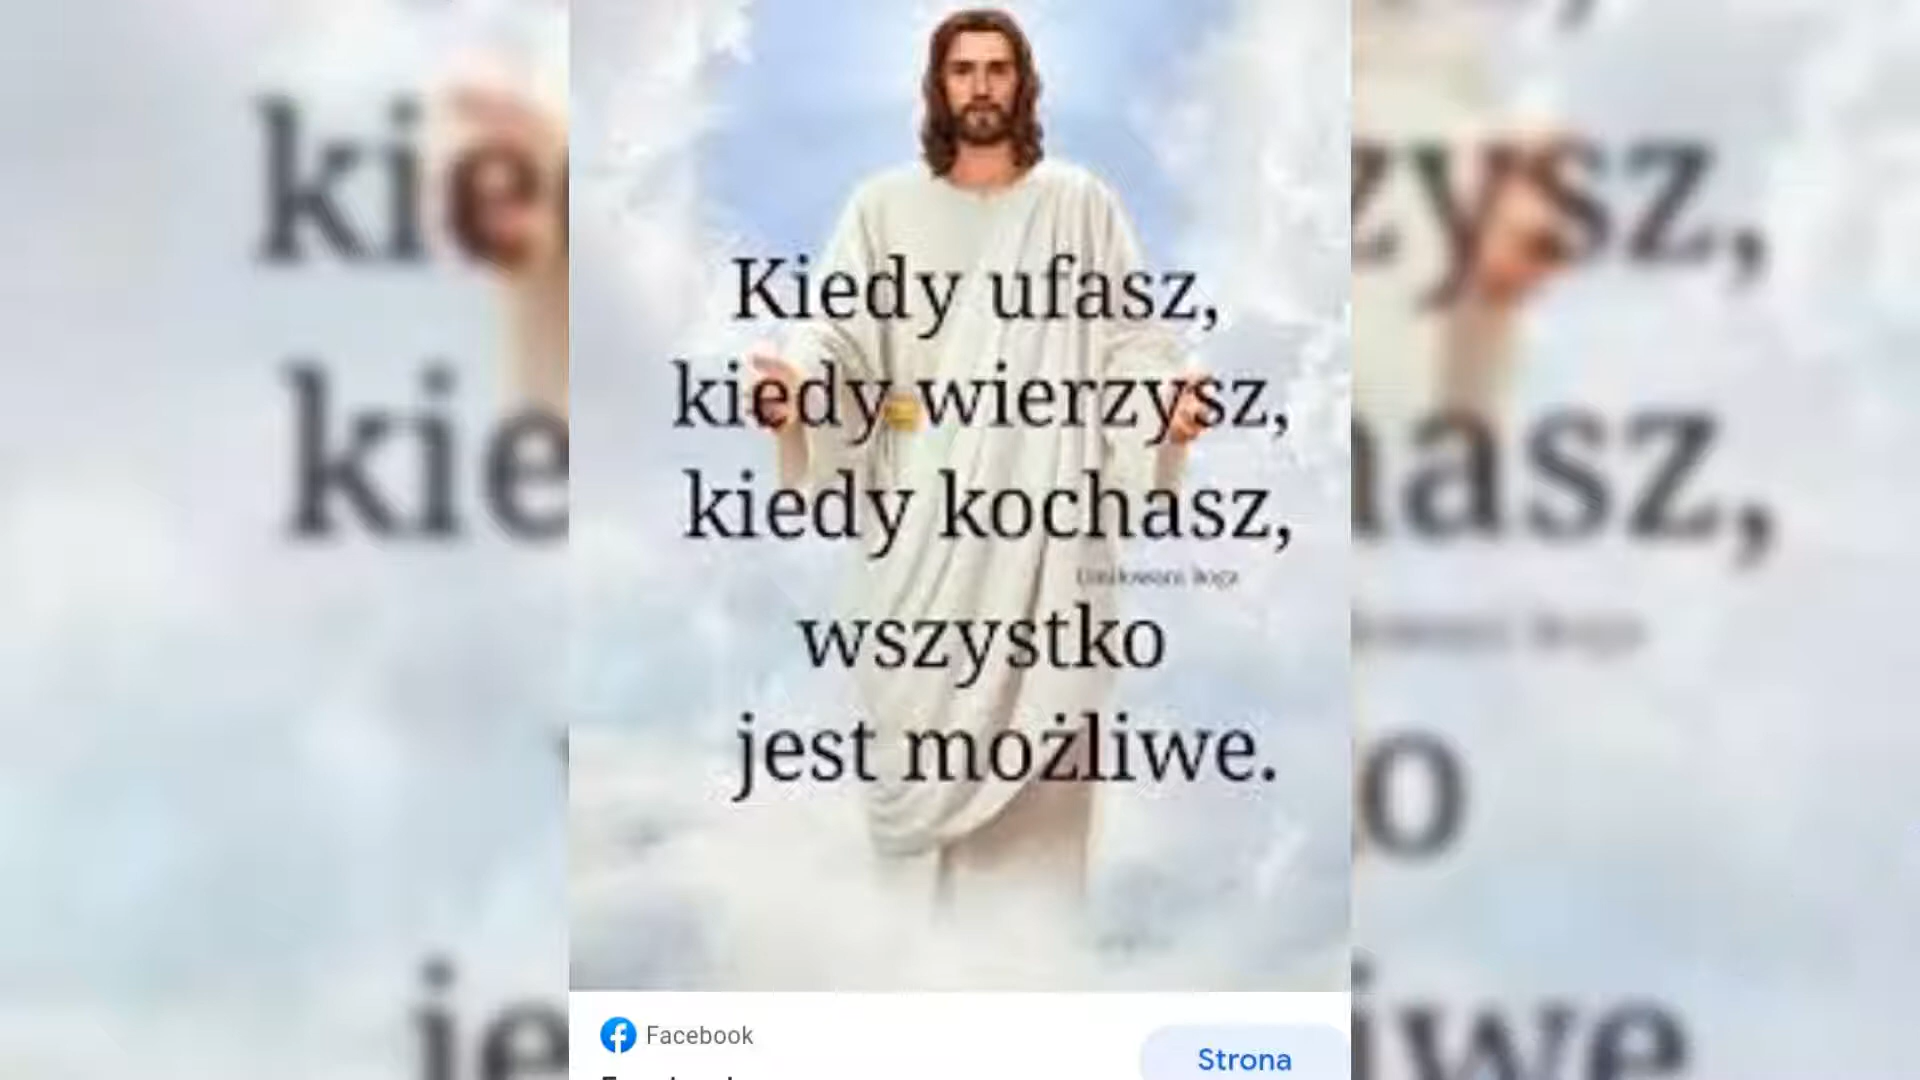 Kiedy ufasz,
kiedy wierzysz,
kiedy kochasz,
wszystko
jest możliwe.
Facebook
Strona